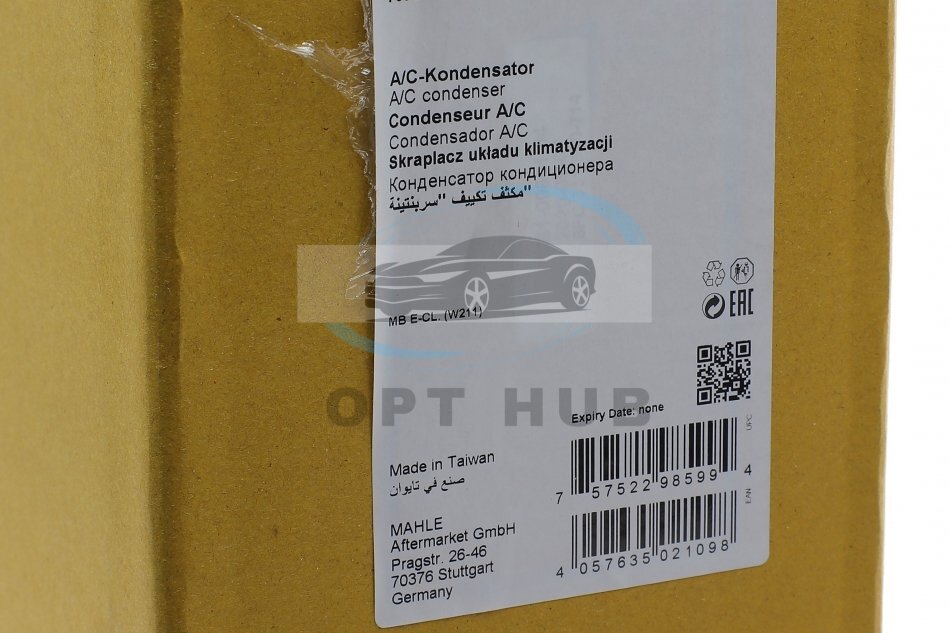 A/C-Kondensator
A/C condenser
Condenseur A/C
Condensador A/C
Skraplacz układu klimatyzacji
Конденсатор кондиционера
مكثف تكييف "سربنتينة"
MB E-CL. (W211)
EAC
OPT HUB
Expiry Date: none
UPC
7 57522 98599 4
Made in Taiwan
صنع في تايوان
EAN
4 057635 021098
MAHLE
Aftermarket GmbH
Pragstr. 26-46
70376 Stuttgart
Germany